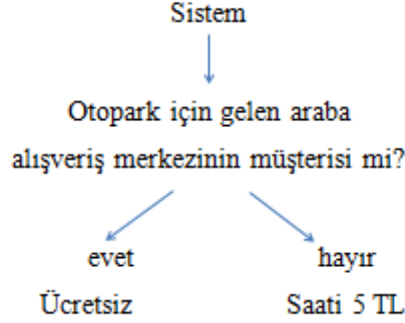 Sistem
Otopark için gelen araba
alışveriş merkezinin müşterisi mi?
evet hayır
Ücretsiz Saati 5 TL